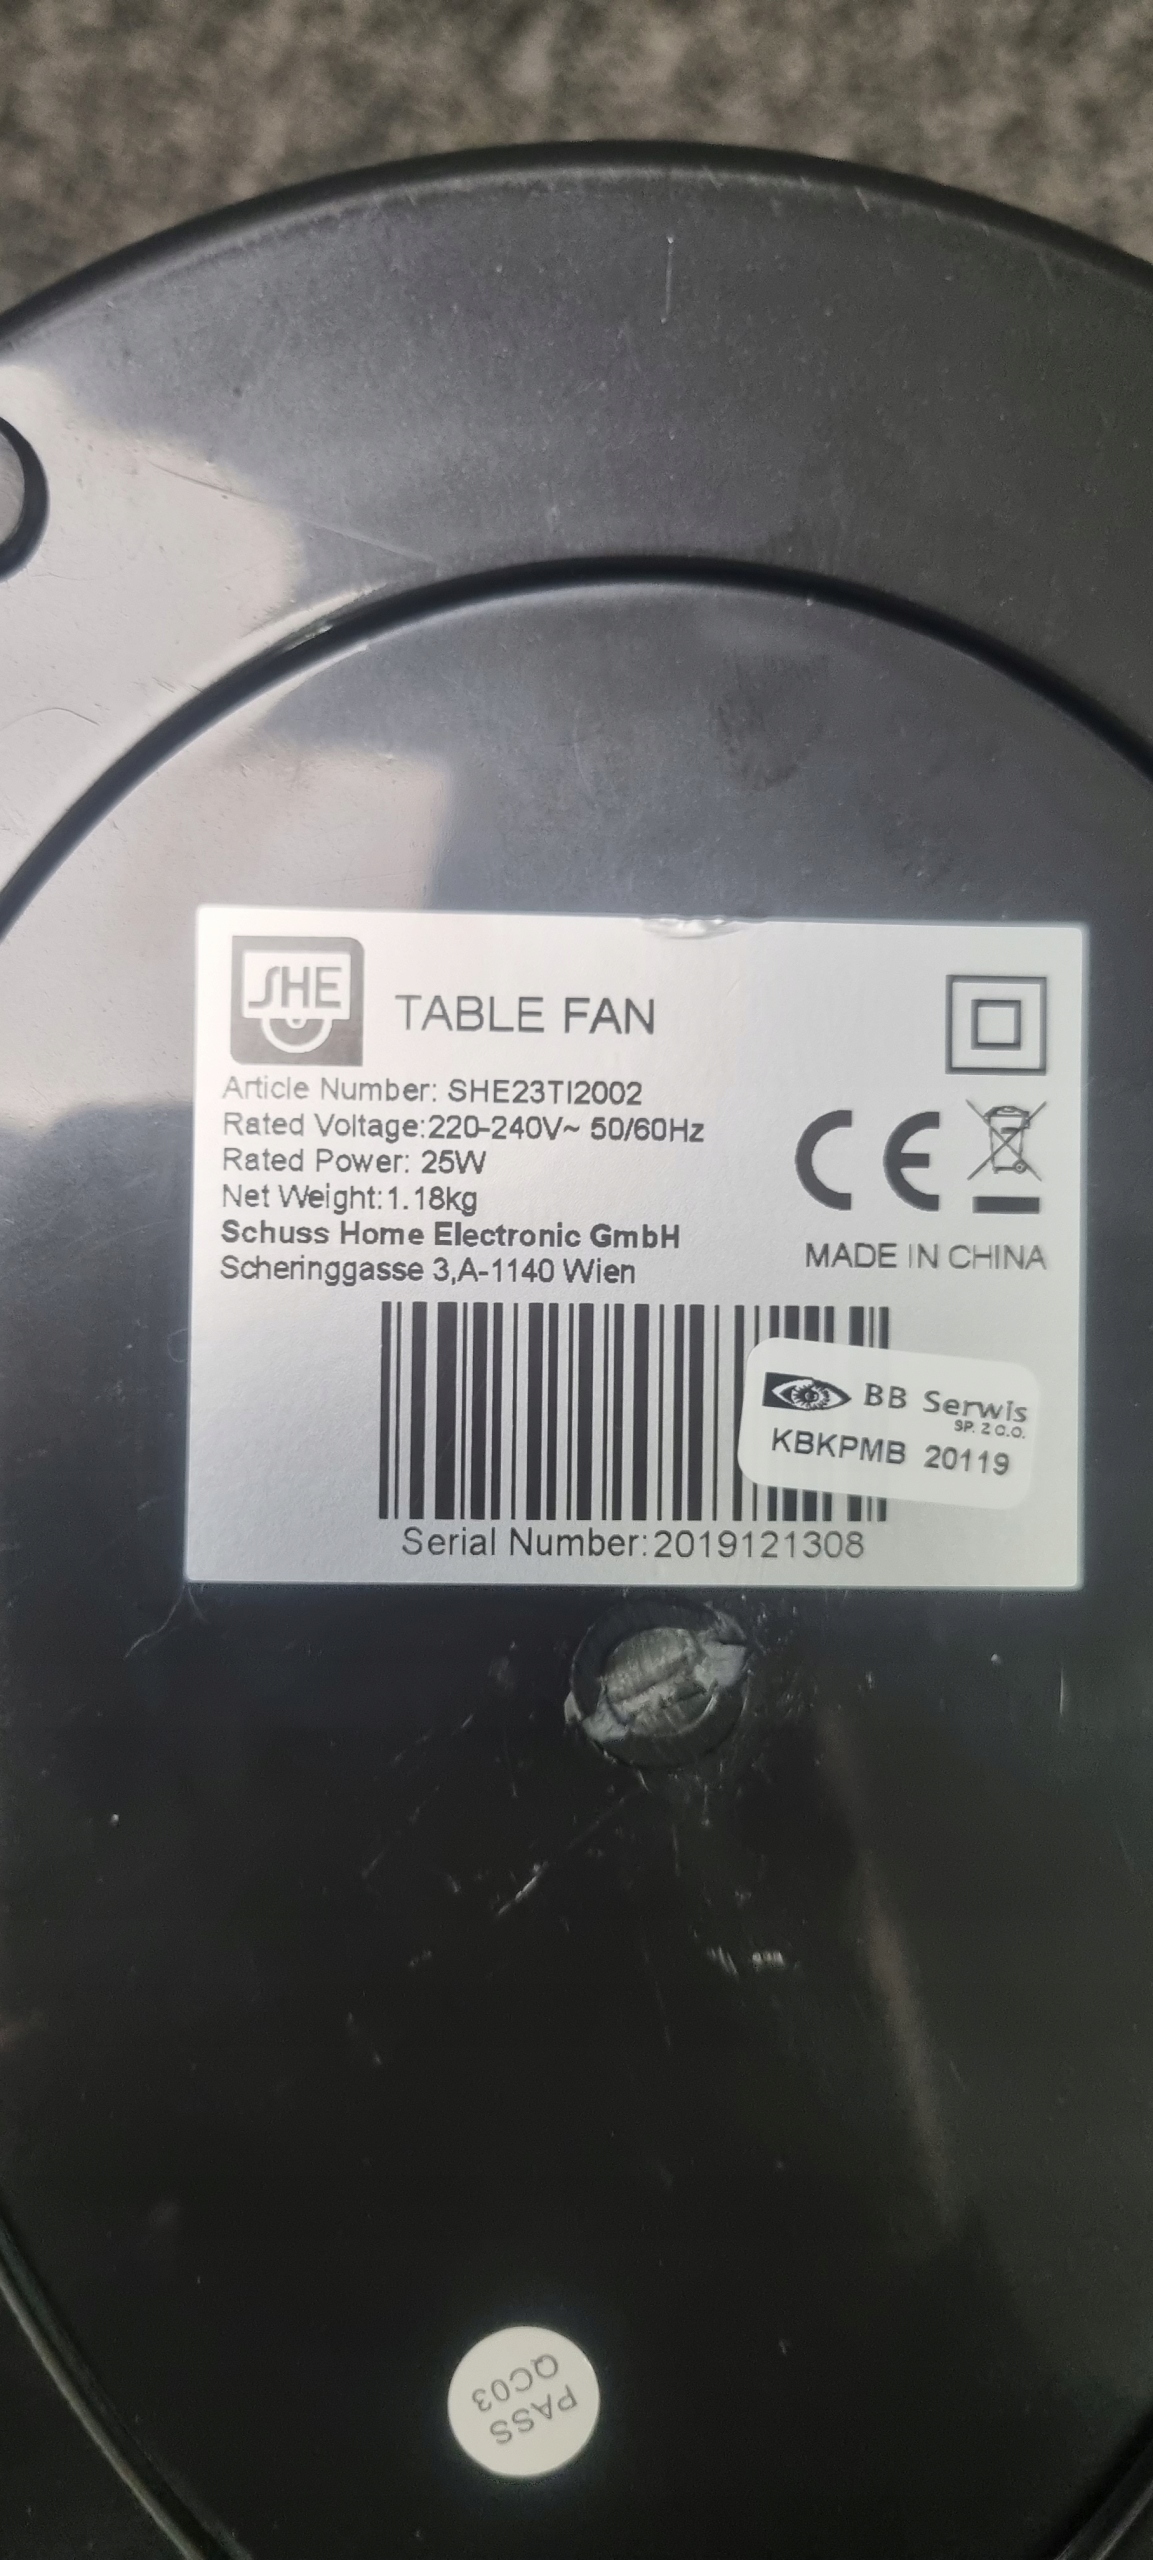 SHE
TABLE FAN
Article Number: SHE23TI2002
Rated Voltage:220-240V~ 50/60Hz
Rated Power: 25W
Net Weight:1.18kg
Schuss Home Electronic GmbH
Scheringgasse 3,A-1140 Wien
CE
MADE IN CHINA
BB Serwis
SP. Z O.O.
KBKPMB 20119
Serial Number:2019121308
PASS
QC03